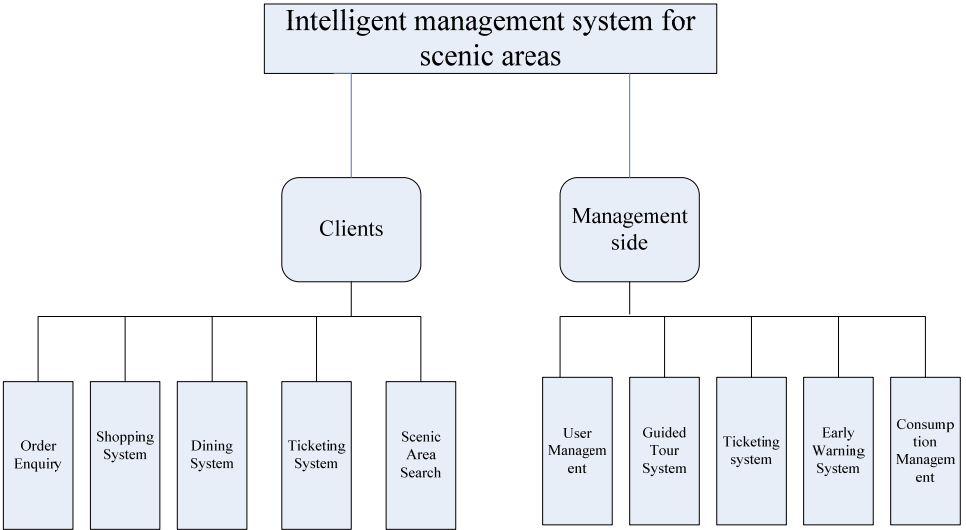 Intelligent management system for
scenic areas
Clients
Management
side
Order
Enquiry
Shopping
System
Dining
System
Ticketing
System
Scenic
Area
Search
User
Managem
ent
Guided
Tour
System
Ticketing
system
Early
Warning
System
Consump
tion
Managem
ent